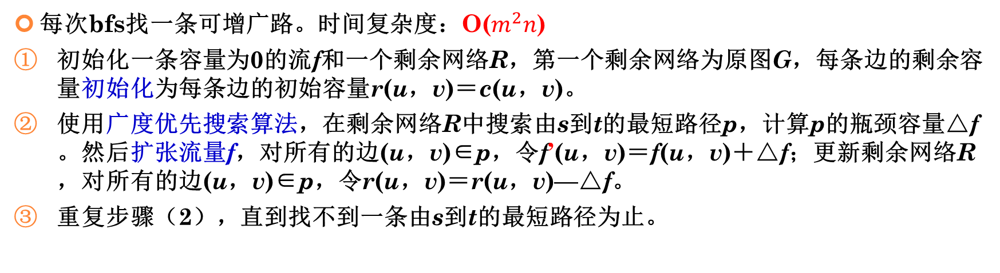 每次bfs找一条可增广路。时间复杂度：O(m²n)
① 初始化一条容量为0的流f和一个剩余网络R，第一个剩余网络为原图G，每条边的剩余容
量初始化为每条边的初始容量r(u，v)＝c(u，v)。
② 使用广度优先搜索算法，在剩余网络R中搜索由s到t的最短路径p，计算p的瓶颈容量△f
。然后扩张流量f，对所有的边(u，v)∈p，令f'(u，v)＝f(u，v)＋△f；更新剩余网络R
，对所有的边(u，v)∈p，令r(u，v)＝r(u，v)—△f。
③ 重复步骤（2），直到找不到一条由s到t的最短路径为止。